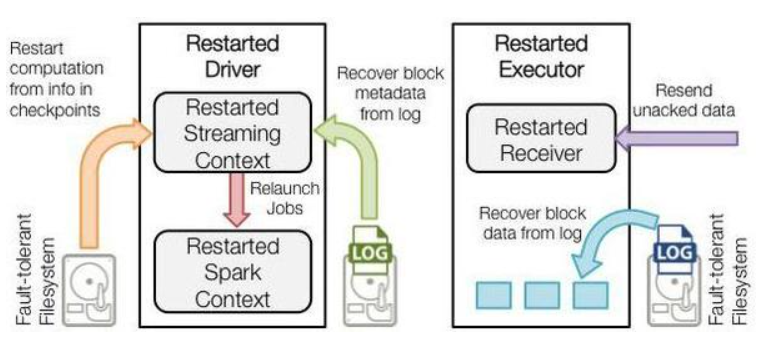 Restart
computation
from info in
checkpoints
Restarted
Driver
Restarted
Streaming
Context
Relaunch
Jobs
Restarted
Spark
Context
Recover block
metadata
from log
LOG
Fault-tolerant
Filesystem
Restarted
Executor
Restarted
Receiver
Resend
unacked data
Recover block
data from log
LOG
Fault-tolerant
Filesystem